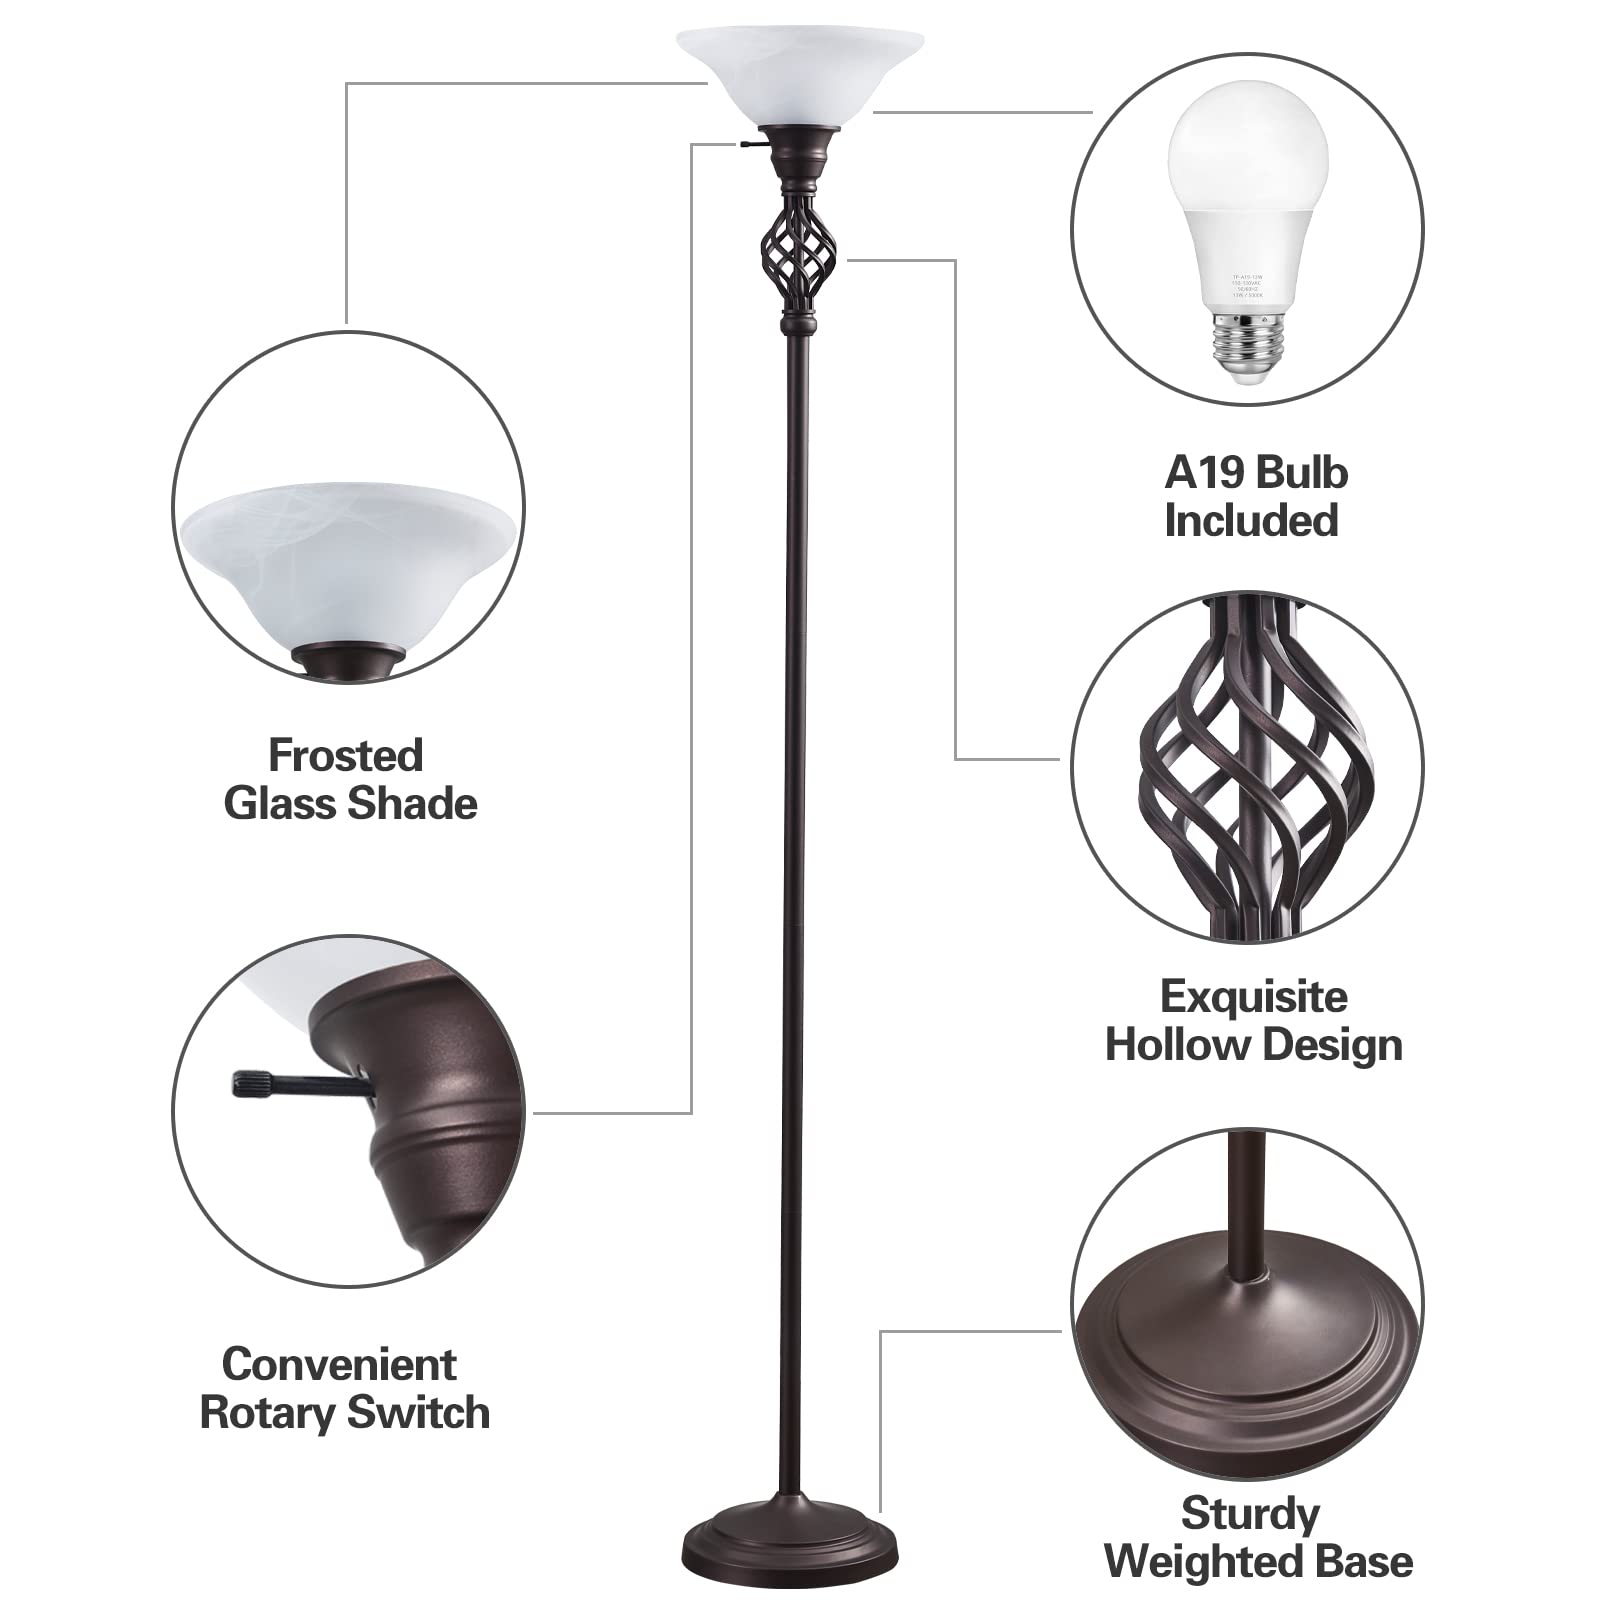 A19 Bulb
Included
Frosted
Glass Shade
Exquisite
Hollow Design
Convenient
Rotary Switch
Sturdy
Weighted Base